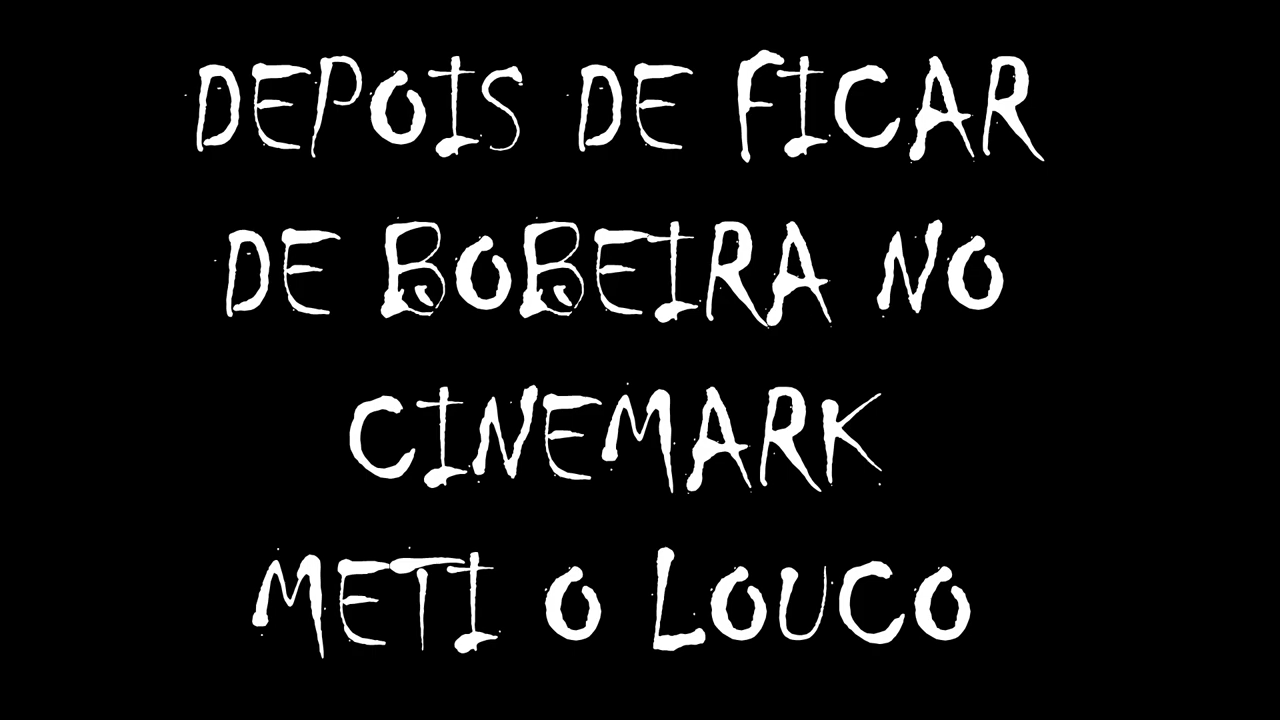 DEPOIS DE FICAR
DE BOBEIRA NO
CINEMARK
METI O LOUCO